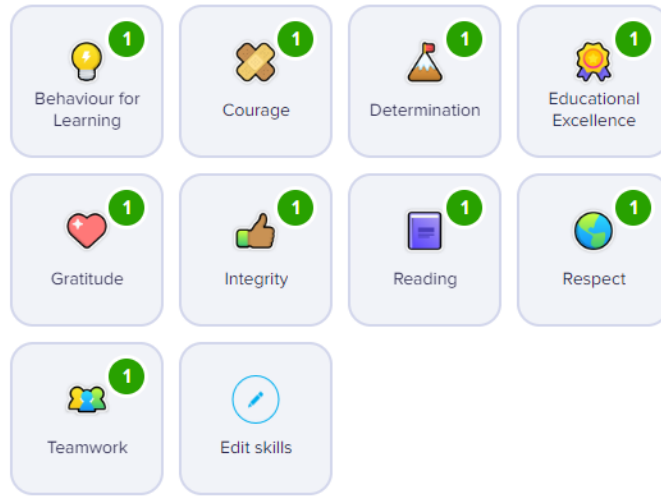 1
1
1
1
Behaviour for
Learning
Courage
Determination
Educational
Excellence
1
1
1
1
Gratitude
Integrity
Reading
Respect
1
Teamwork
Edit skills